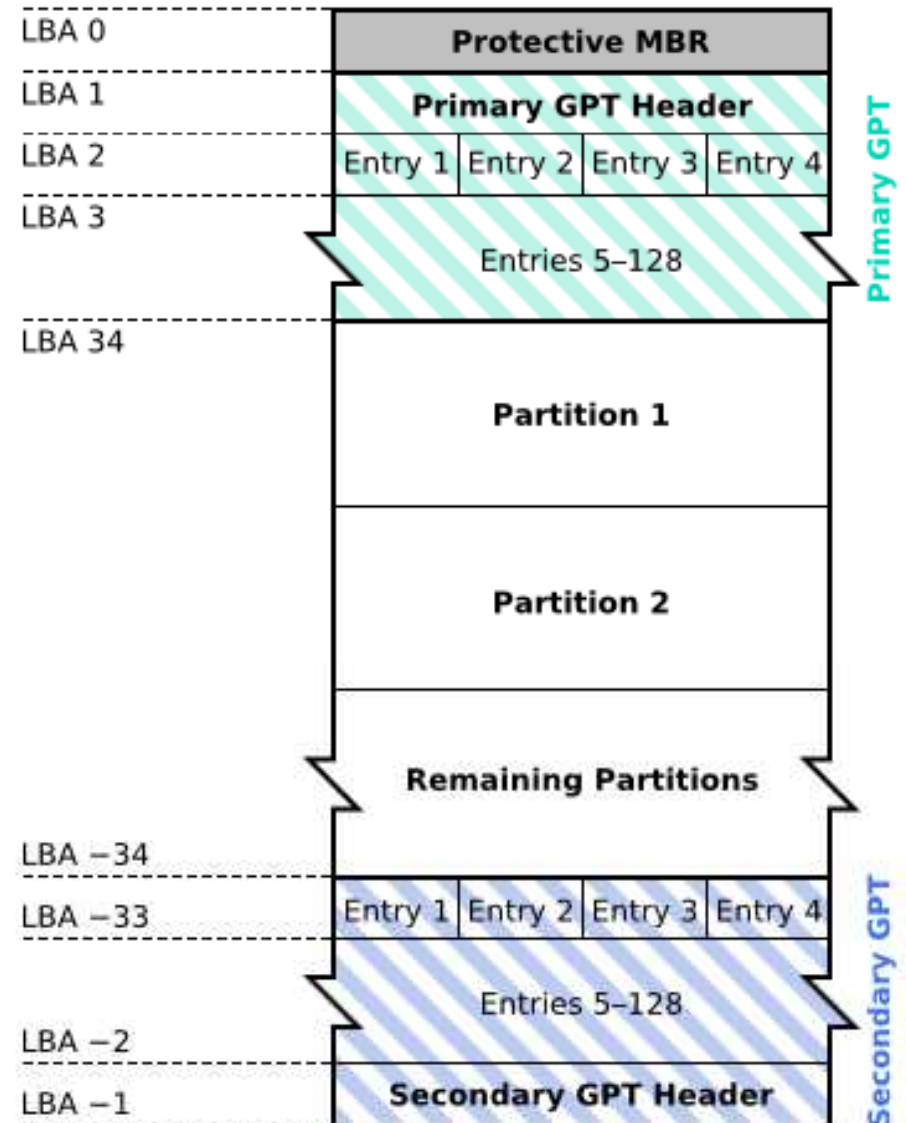 LBA 0
Protective MBR
LBA 1
Primary GPT Header
LBA 2
Entry 1 Entry 2 Entry 3 Entry 4
LBA 3
Entries 5–128
Primary GPT
LBA 34
Partition 1
Partition 2
Remaining Partitions
LBA −34
LBA −33
Entry 1 Entry 2 Entry 3 Entry 4
Entries 5–128
LBA −2
LBA −1
Secondary GPT Header
Secondary GPT